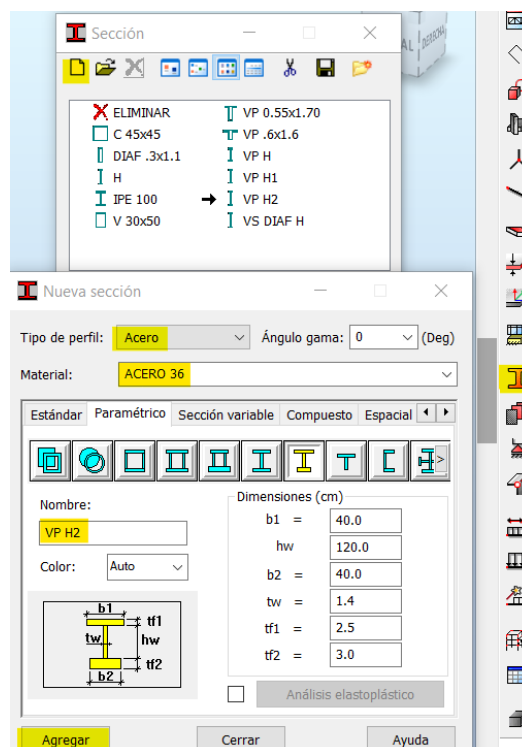 Sección
ELIMINAR
C 45x45
DIAF .3x1.1
H
IPE 100
V 30x50
VP 0.55x1.70
VP .6x1.6
VP H
VP H1
VP H2
VS DIAF H
Nueva sección
Tipo de perfil: Acero Ángulo gama: 0 (Deg)
Material: ACERO 36
Estándar Paramétrico Sección variable Compuesto Espacial
Nombre:
VP H2
Color: Auto
b1
tf1
tw hw
tf2
b2
Dimensiones (cm)
b1 = 40.0
hw 120.0
b2 = 40.0
tw = 1.4
tf1 = 2.5
tf2 = 3.0
Análisis elastoplástico
Agregar Cerrar Ayuda